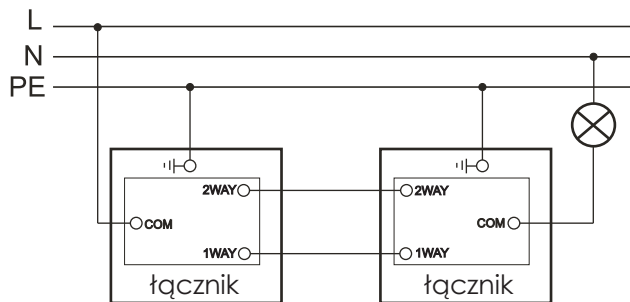 L
N
PE
2WAY 2WAY
COM COM
1WAY 1WAY
łącznik łącznik